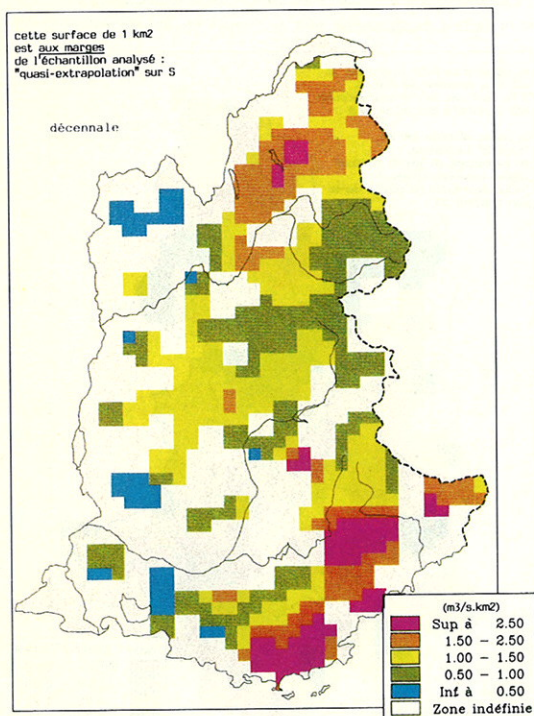 cette surface de 1 km2
est aux marges
de l'échantillon analysé :
"quasi-extrapolation" sur S
décennale
(m3/s.km2)
Sup à 2.50
1.50 – 2.50
1.00 – 1.50
0.50 – 1.00
Inf à 0.50
Zone indéfinie